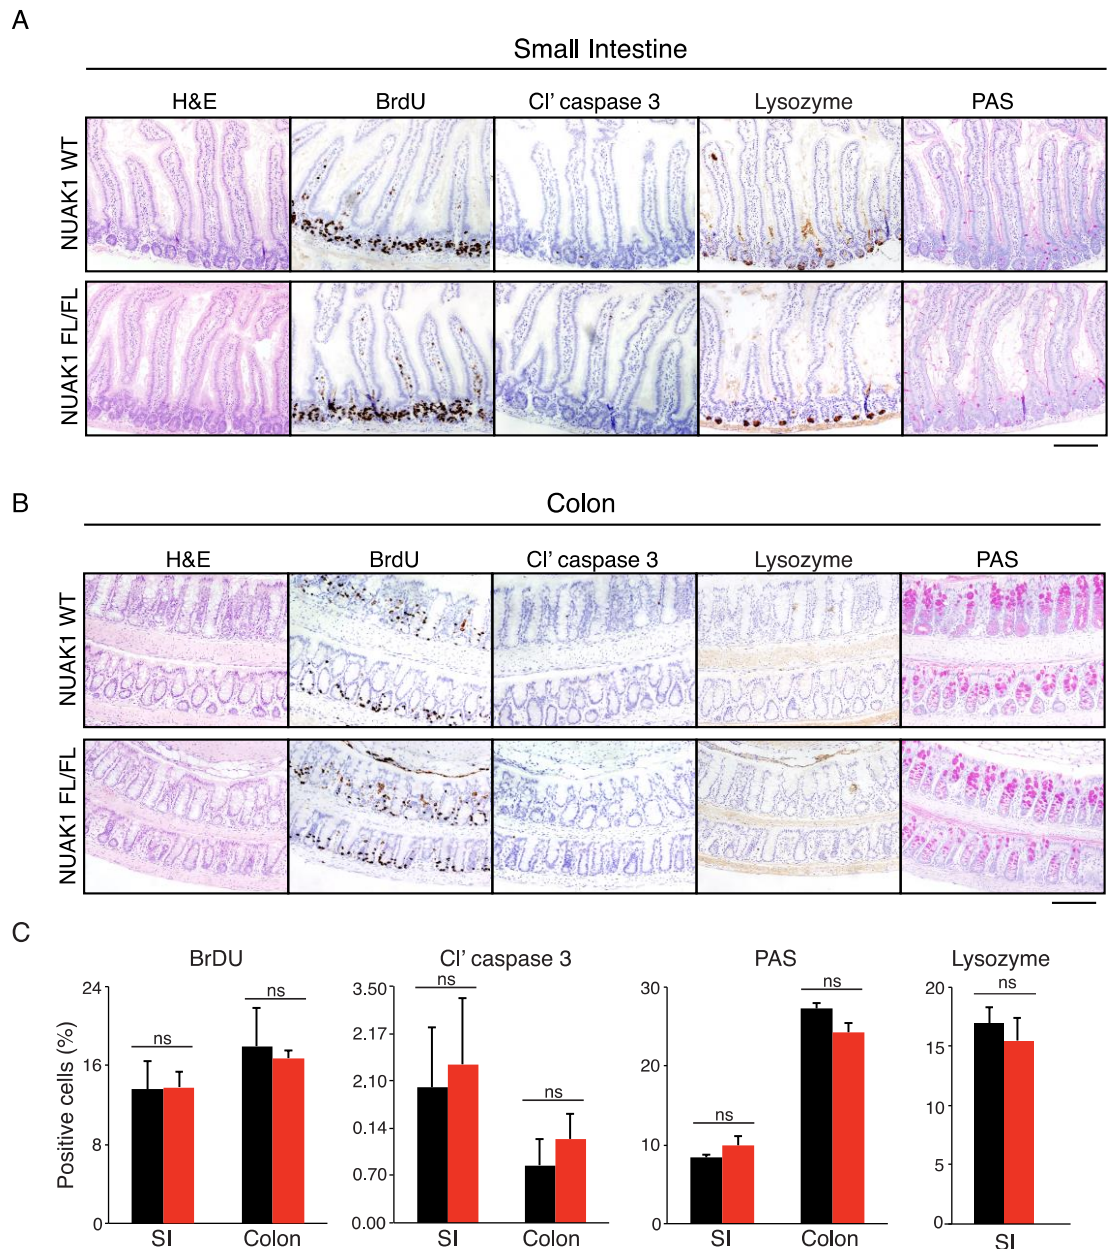 A
Small Intestine
H&E BrdU Cl' caspase 3 Lysozyme PAS
NUAK1 WT
NUAK1 FL/FL
B
Colon
H&E BrdU Cl' caspase 3 Lysozyme PAS
NUAK1 WT
NUAK1 FL/FL
C
BrDU Cl' caspase 3 PAS Lysozyme
Positive cells (%)
24
16
8
0
ns
ns
SI Colon
3.50
2.17
2.10
0.14
0.70
0.00
ns
ns
SI Colon
30
20
10
0
ns
ns
SI Colon
20
15
10
5
0
ns
SI